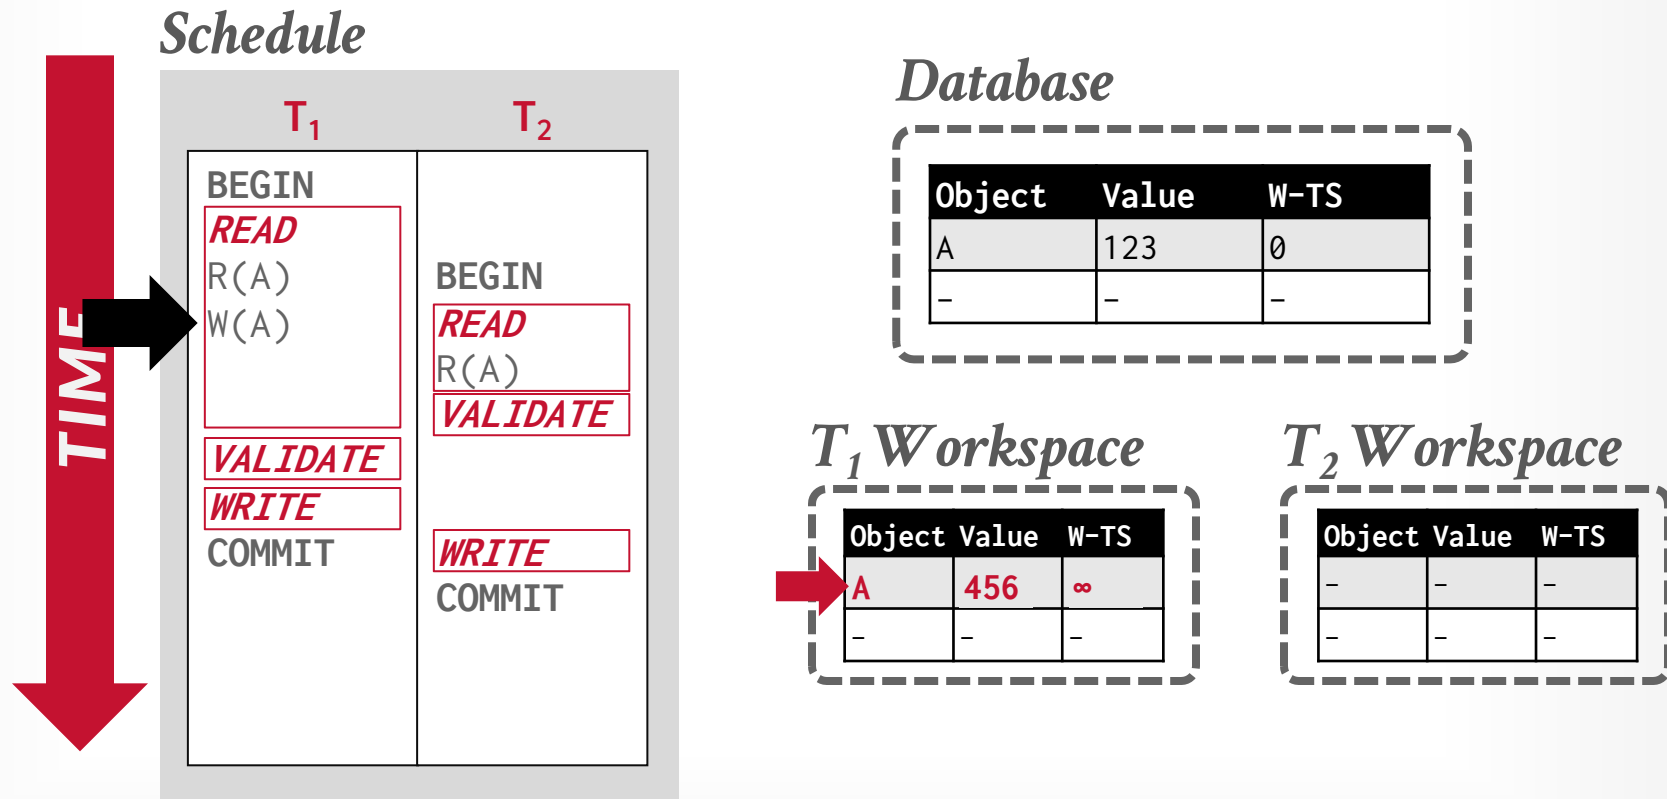 Schedule
TIME
T1 T2
BEGIN
READ
R(A)
W(A)
VALIDATE
WRITE
COMMIT
BEGIN
READ
R(A)
VALIDATE
WRITE
COMMIT
Database
Object Value W-TS
A 123 0
- - -
T1 Workspace
Object Value W-TS
A 456 ∞
- - -
T2 Workspace
Object Value W-TS
- - -
- - -